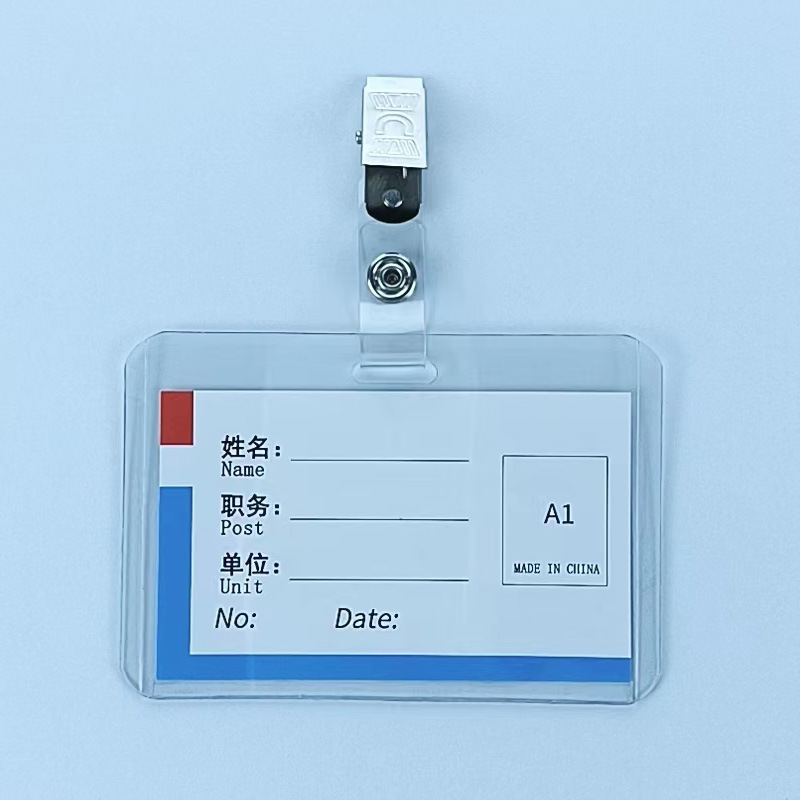 姓名：
Name
职务：
Post
单位：
Unit
No: Date:
A1
MADE IN CHINA